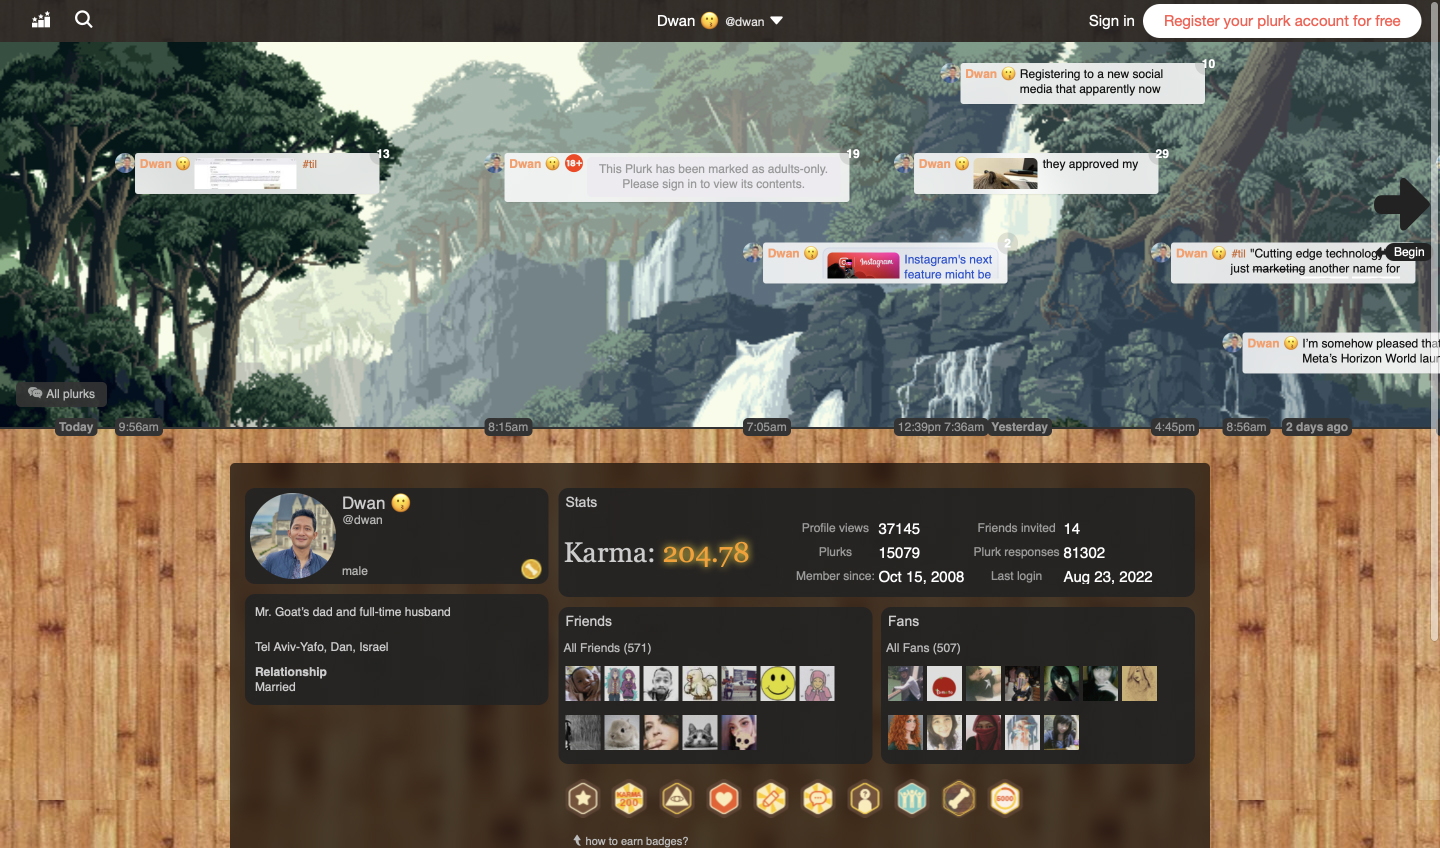 Dwan @dwan
Sign in
Register your plurk account for free
10
Dwan Registering to a new social
media that apparently now
13
Dwan #til
19
Dwan 18+ This Plurk has been marked as adults-only.
Please sign in to view its contents.
29
Dwan they approved my
2
Dwan Instagram Instagram's next
feature might be
Dwan #til "Cutting edge technology
just marketing another name for
Begin
Dwan I'm somehow pleased that
Meta's Horizon World
All plurks
Today 9:56am 8:15am 7:05am 12:39pm 7:36am Yesterday 4:45pm 8:56am 2 days ago
Dwan
@dwan
male
Mr. Goat's dad and full-time husband
Tel Aviv-Yafo, Dan, Israel
Relationship
Married
Stats
Karma: 204.78
Profile views 37145 Friends invited 14
Plurks 15079 Plurk responses 81302
Member since: Oct 15, 2008 Last login Aug 23, 2022
Friends
All Friends (571)
Fans
All Fans (507)
KARMA
200
5000
how to earn badges?